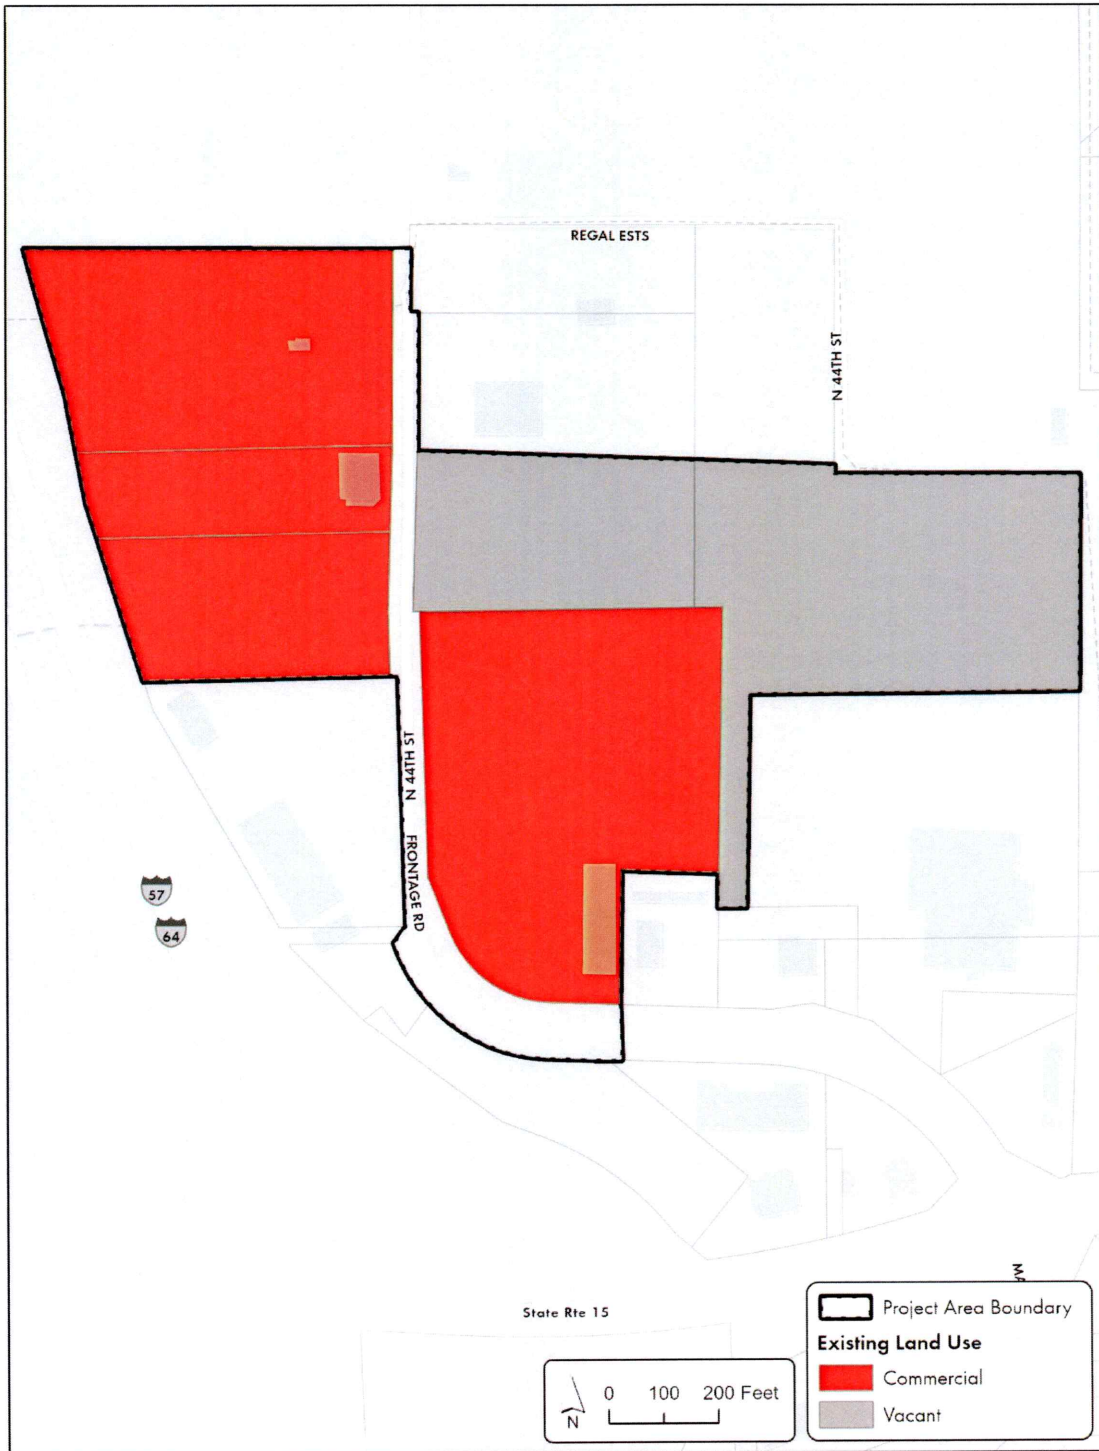 REGAL ESTS
N 44TH ST
N 44TH ST
FRONTAGE RD
57
64
MA
State Rte 15
Project Area Boundary
Existing Land Use
Commercial
Vacant
0 100 200 Feet
N